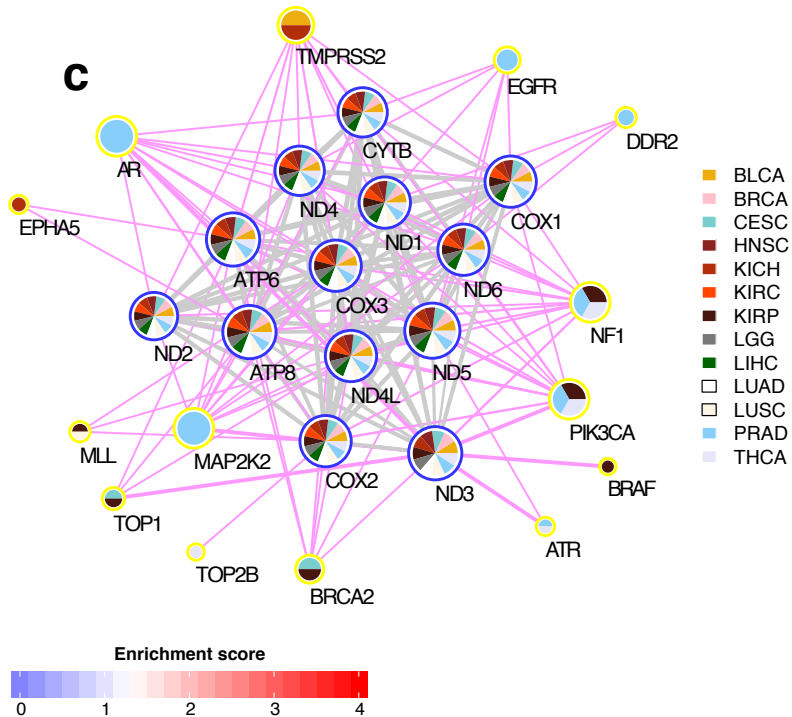 c
TMPRSS2
EGFR
DDR2
AR
CYTB
ND4
COX1
EPHA5
ND1
ATP6
ND6
COX3
NF1
ND2
ATP8
ND5
ND4L
PIK3CA
MLL
MAP2K2
COX2
ND3
BRAF
TOP1
ATR
TOP2B
BRCA2
BLCA
BRCA
CESC
HNSC
KICH
KIRC
KIRP
LGG
LIHC
LUAD
LUSC
PRAD
THCA
Enrichment score
0 1 2 3 4